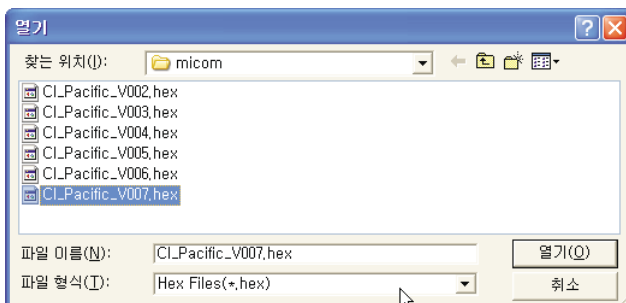 열기
찾는 위치(I): micom
CI_Pacific_V002.hex
CI_Pacific_V003.hex
CI_Pacific_V004.hex
CI_Pacific_V005.hex
CI_Pacific_V006.hex
CI_Pacific_V007.hex
파일 이름(N): CI_Pacific_V007.hex 열기(O)
파일 형식(T): Hex Files(*.hex) 취소